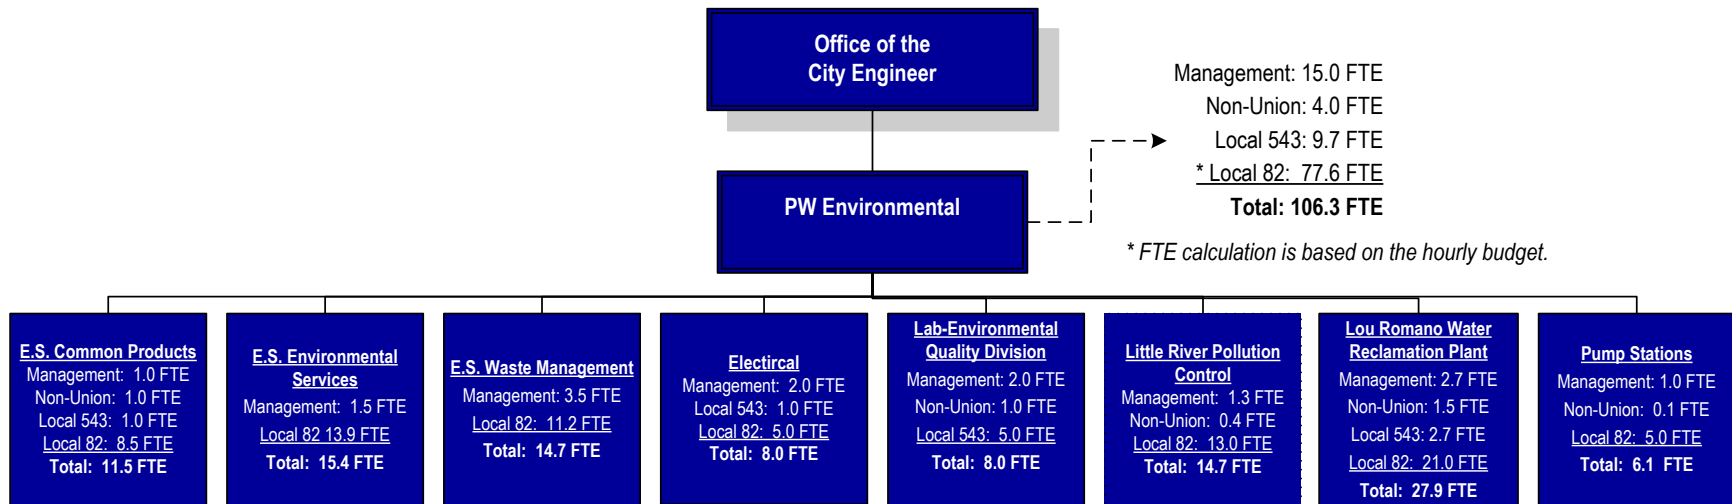 Office of the
City Engineer
Management: 15.0 FTE
Non-Union: 4.0 FTE
Local 543: 9.7 FTE
* Local 82:  77.6 FTE
Total: 106.3 FTE
PW Environmental
* FTE calculation is based on the hourly budget.
E.S. Common Products
Management:  1.0 FTE
Non-Union:  1.0 FTE
Local 543:  1.0 FTE
Local 82:  8.5 FTE
Total:  11.5 FTE
E.S. Environmental
Services
Management:  1.5 FTE
Local 82 13.9 FTE
Total:  15.4 FTE
E.S. Waste Management
Management:  3.5 FTE
Local 82:  11.2 FTE
Total:  14.7 FTE
Electircal
Management:  2.0 FTE
Local 543:  1.0 FTE
Local 82:  5.0 FTE
Total:  8.0 FTE
Lab-Environmental
Quality Division
Management: 2.0 FTE
Non-Union: 1.0 FTE
Local 543:  5.0 FTE
Total:  8.0 FTE
Little River Pollution
Control
Management:  1.3 FTE
Non-Union:  0.4 FTE
Local 82:  13.0 FTE
Total:  14.7 FTE
Lou Romano Water
Reclamation Plant
Management:  2.7 FTE
Non-Union:  1.5 FTE
Local 543:  2.7 FTE
Local 82:  21.0 FTE
Total:  27.9 FTE
Pump Stations
Management:  1.0 FTE
Non-Union:  0.1 FTE
Local 82:  5.0 FTE
Total:  6.1  FTE